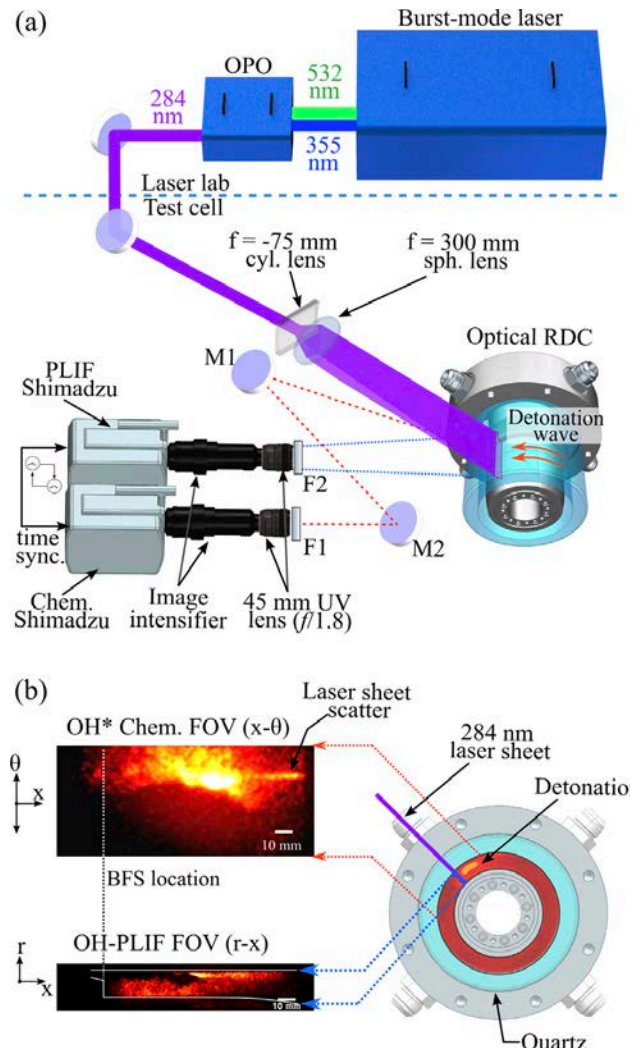 (a)
Burst-mode laser
OPO
532
nm
284
nm
355
nm
Laser lab
Test cell
f = -75 mm
cyl. lens
f = 300 mm
sph. lens
Optical RDC
M1
PLIF
Shimadzu
Detonation
wave
F2
F1
M2
time
sync.
Chem.
Shimadzu
Image
intensifier
45 mm UV
lens (f/1.8)
(b)
Laser sheet
scatter
OH* Chem. FOV (x-θ)
284 nm
laser sheet
θ
x
Detonation
10 mm
BFS location
r
x
OH-PLIF FOV (r-x)
10 mm
Quartz